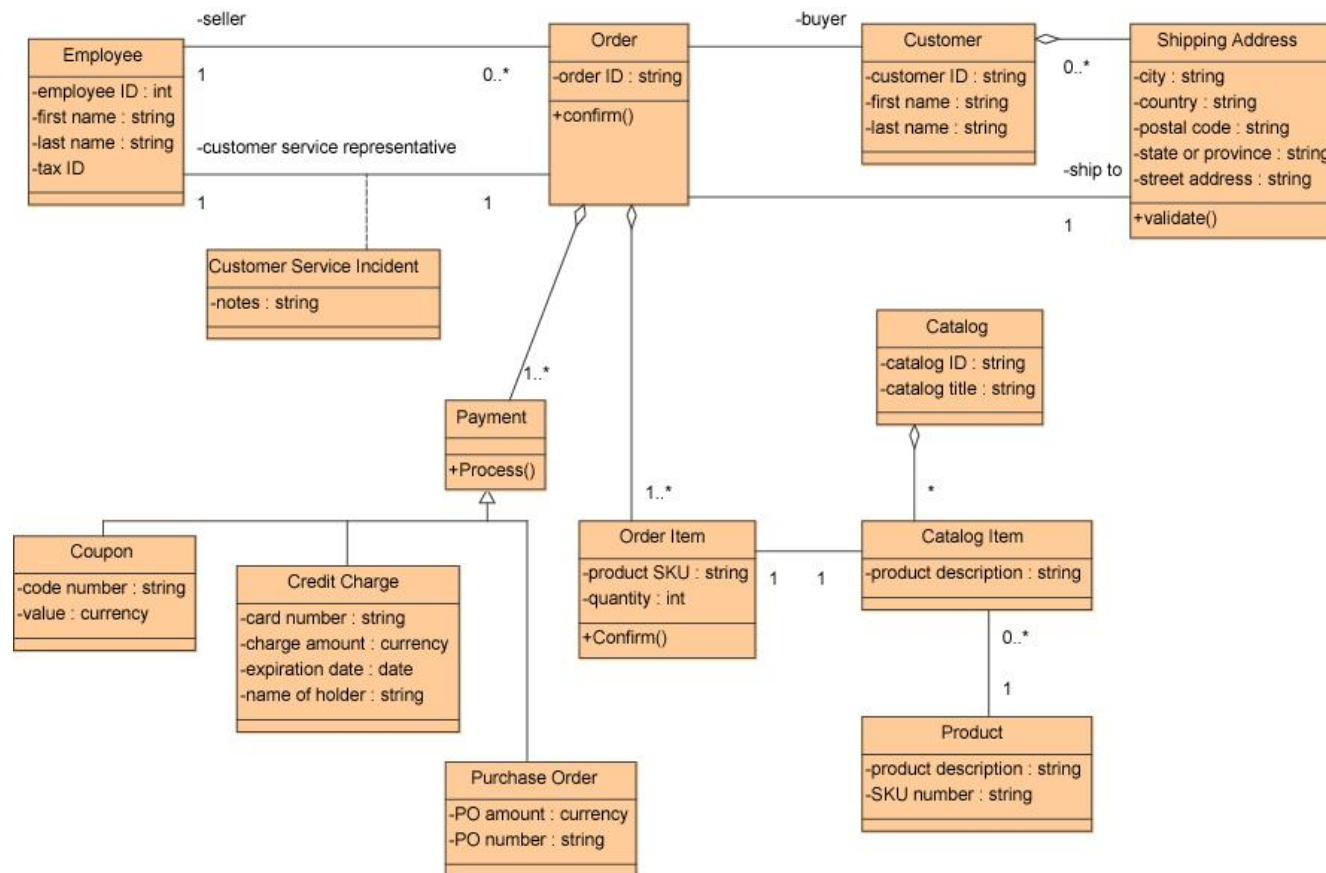 -seller
-buyer
Employee
-employee ID : int
-first name : string
-last name : string
-tax ID
1
0..*
-customer service representative
1
1
Order
-order ID : string
+confirm()
Customer
-customer ID : string
-first name : string
-last name : string
0..*
Shipping Address
-city : string
-country : string
-postal code : string
-state or province : string
-street address : string
+validate()
-ship to
1
Customer Service Incident
-notes : string
1..*
Payment
+Process()
Catalog
-catalog ID : string
-catalog title : string
1..*
*
Coupon
-code number : string
-value : currency
Credit Charge
-card number : string
-charge amount : currency
-expiration date : date
-name of holder : string
Order Item
-product SKU : string
-quantity : int
+Confirm()
1
1
Catalog Item
-product description : string
0..*
1
Purchase Order
-PO amount : currency
-PO number : string
Product
-product description : string
-SKU number : string